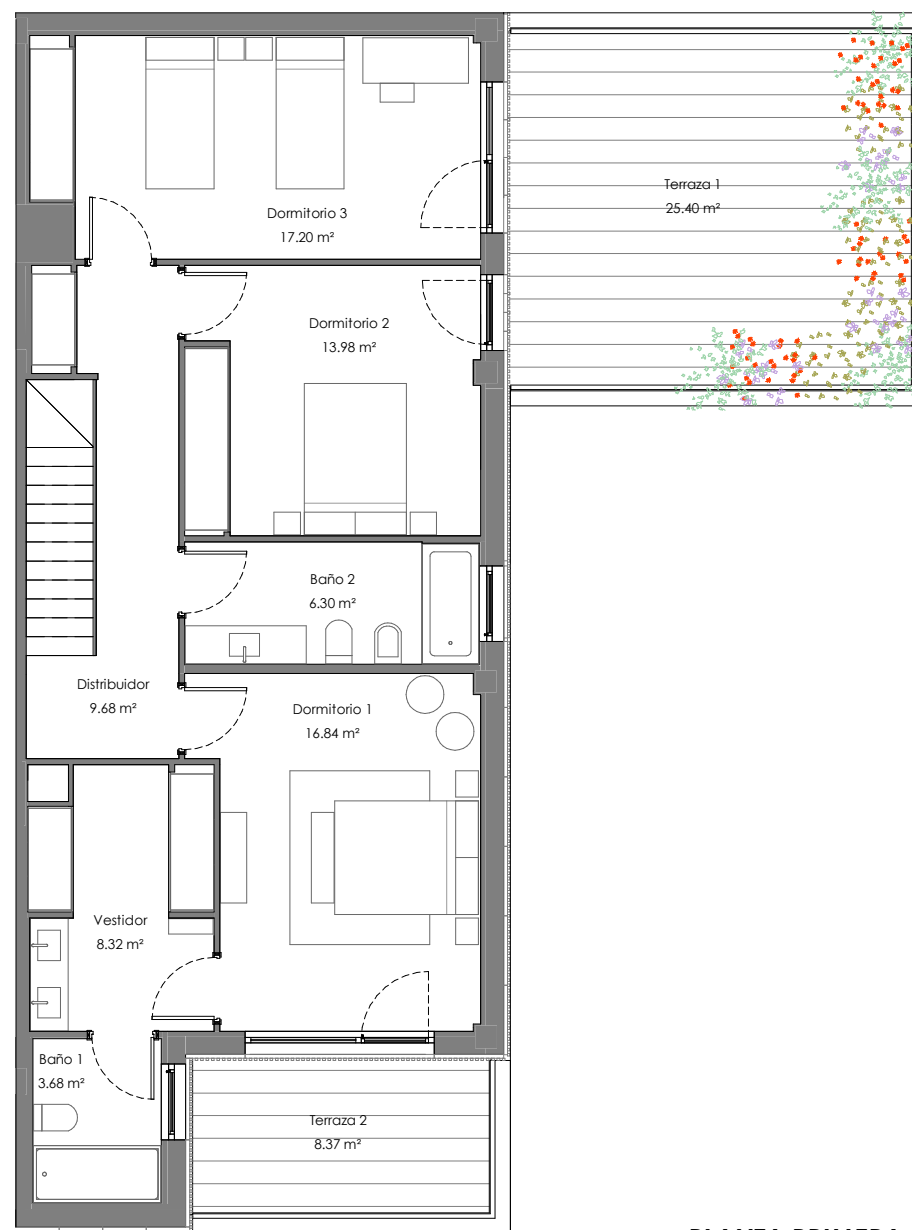 Terraza 1
25.40 m²
Dormitorio 3
17.20 m²
Dormitorio 2
13.98 m²
Baño 2
6.30 m²
Distribuidor
9.68 m²
Dormitorio 1
16.84 m²
Vestidor
8.32 m²
Baño 1
3.68 m²
Terraza 2
8.37 m²
PLANTA PRIMERA